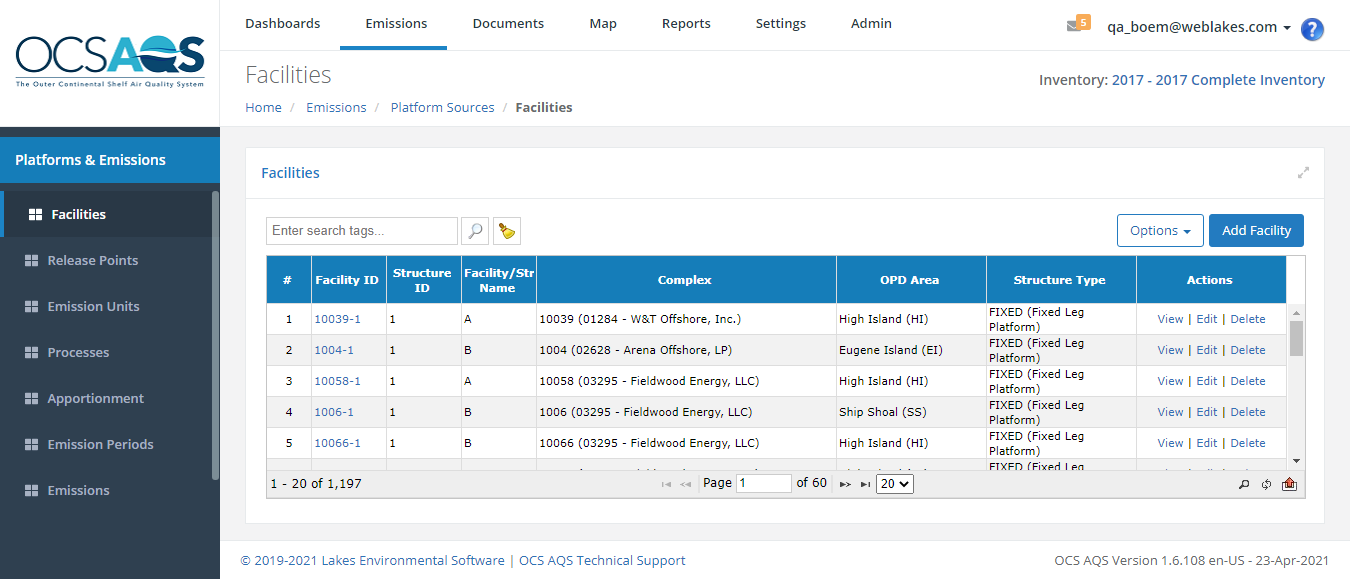 OCSAQS
The Outer Continental Shelf Air Quality System
Dashboards Emissions Documents Map Reports Settings Admin
5
qa_boem@weblakes.com
?
Facilities
Inventory: 2017 - 2017 Complete Inventory
Home / Emissions / Platform Sources / Facilities
Platforms & Emissions
Facilities
Release Points
Emission Units
Processes
Apportionment
Emission Periods
Emissions
Facilities
Enter search tags...
Options
Add Facility
# Facility ID Structure ID Facility/Str Name Complex OPD Area Structure Type Actions
1 10039-1 1 A 10039 (01284 - W&T Offshore, Inc.) High Island (HI) FIXED (Fixed Leg Platform) View | Edit | Delete
2 1004-1 1 B 1004 (02628 - Arena Offshore, LP) Eugene Island (EI) FIXED (Fixed Leg Platform) View | Edit | Delete
3 10058-1 1 A 10058 (03295 - Fieldwood Energy, LLC) High Island (HI) FIXED (Fixed Leg Platform) View | Edit | Delete
4 1006-1 1 B 1006 (03295 - Fieldwood Energy, LLC) Ship Shoal (SS) FIXED (Fixed Leg Platform) View | Edit | Delete
5 10066-1 1 B 10066 (03295 - Fieldwood Energy, LLC) High Island (HI) FIXED (Fixed Leg Platform) View | Edit | Delete
FIXED (Fixed Leg
1 - 20 of 1,197
Page 1 of 60
20
© 2019-2021 Lakes Environmental Software | OCS AQS Technical Support
OCS AQS Version 1.6.108 en-US - 23-Apr-2021